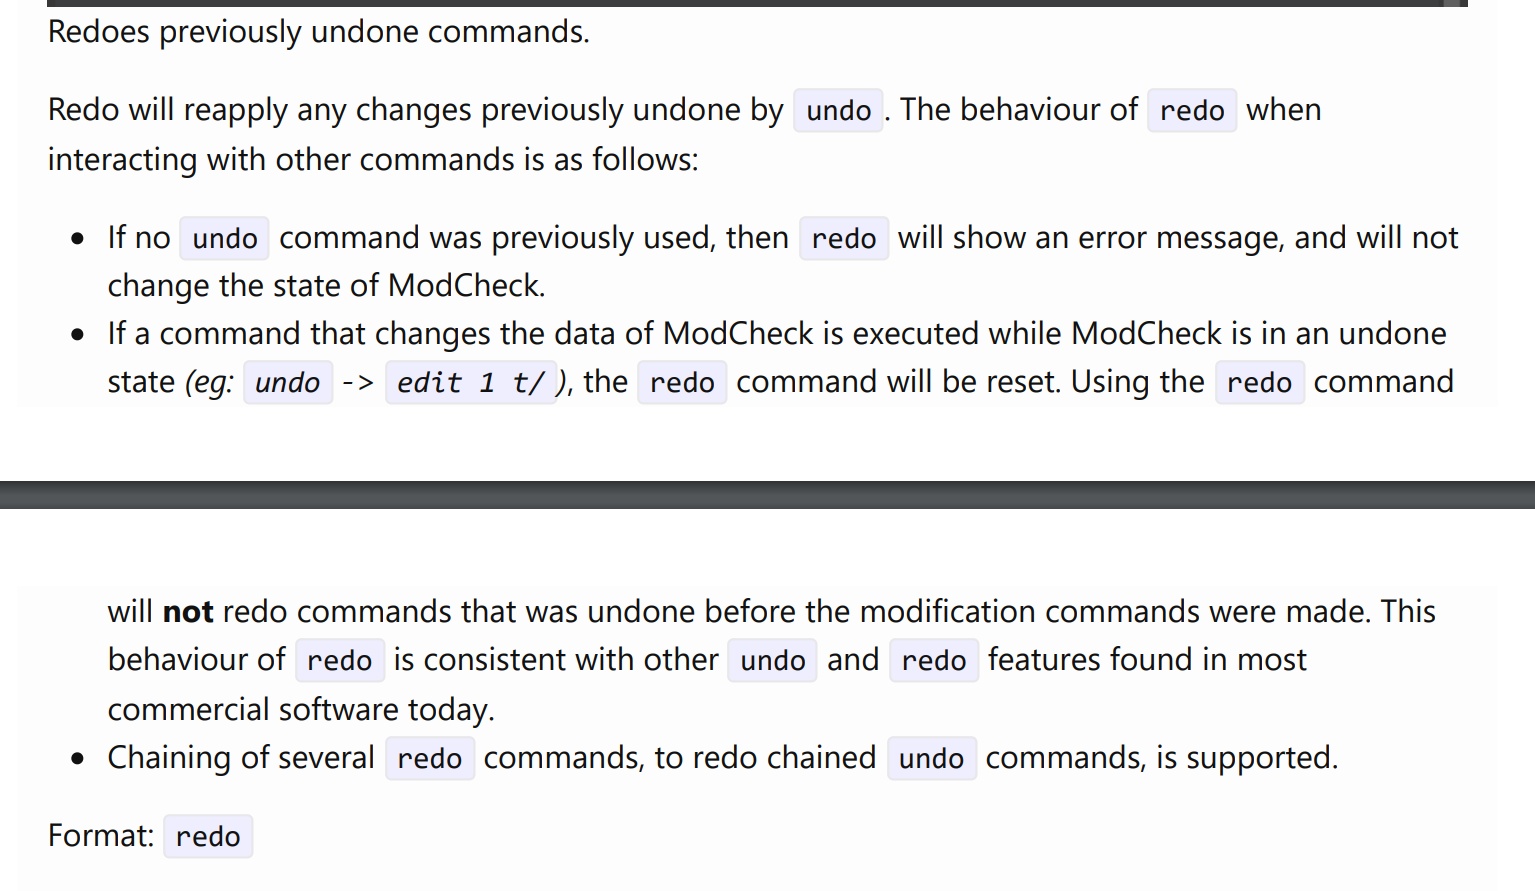 Redoes previously undone commands.
Redo will reapply any changes previously undone by undo. The behaviour of redo when
interacting with other commands is as follows:
• If no undo command was previously used, then redo will show an error message, and will not
change the state of ModCheck.
• If a command that changes the data of ModCheck is executed while ModCheck is in an undone
state (eg: undo -> edit 1 t/ ), the redo command will be reset. Using the redo command
will not redo commands that was undone before the modification commands were made. This
behaviour of redo is consistent with other undo and redo features found in most
commercial software today.
• Chaining of several redo commands, to redo chained undo commands, is supported.
Format: redo